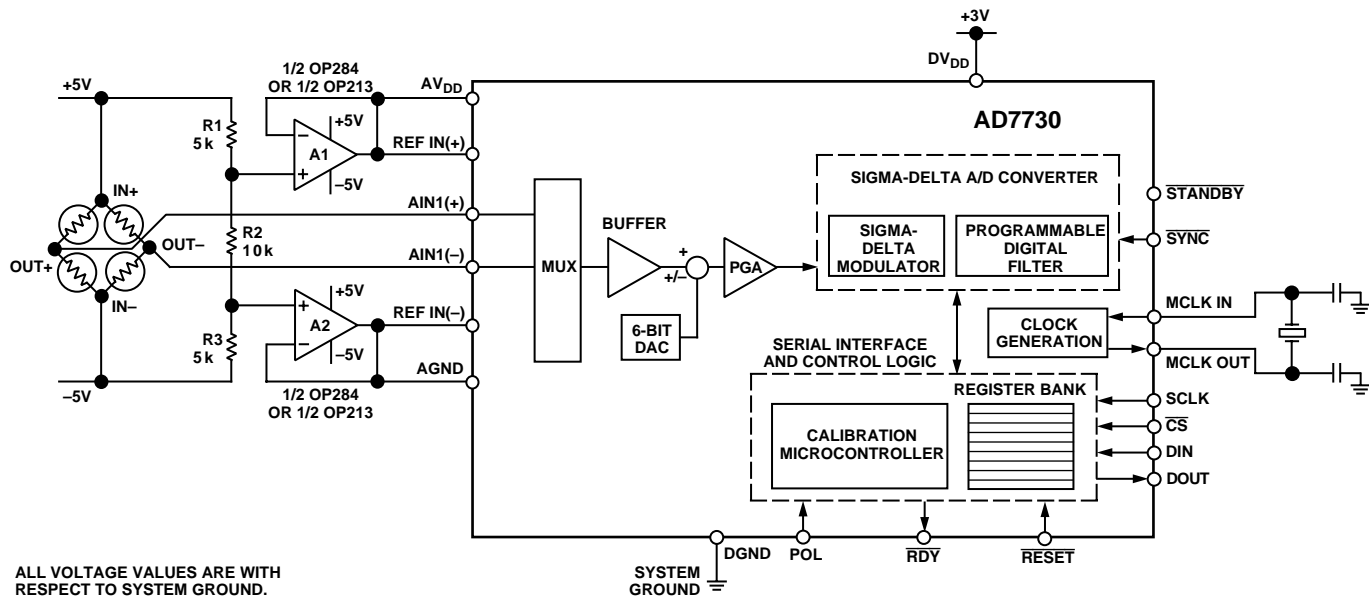 +3V
DVDD
1/2 OP284
OR 1/2 OP213
+5V
AVDD
AD7730
R1
5k
+5V
−
A1
+
−5V
REF IN(+)
SIGMA-DELTA A/D CONVERTER
IN+
AIN1(+)
STANDBY
BUFFER
R2
10k
OUT−
OUT+
SIGMA-
DELTA
MODULATOR
PROGRAMMABLE
DIGITAL
FILTER
SYNC
AIN1(−)
MUX
+
+/−
PGA
IN−
+5V
+
A2
−
−5V
REF IN(−)
6-BIT
DAC
MCLK IN
CLOCK
GENERATION
R3
5k
SERIAL INTERFACE
AND CONTROL LOGIC
MCLK OUT
AGND
−5V
1/2 OP284
OR 1/2 OP213
REGISTER BANK
SCLK
CALIBRATION
MICROCONTROLLER
CS
DIN
DOUT
DGND
POL
RDY
RESET
SYSTEM
GROUND
ALL VOLTAGE VALUES ARE WITH
RESPECT TO SYSTEM GROUND.